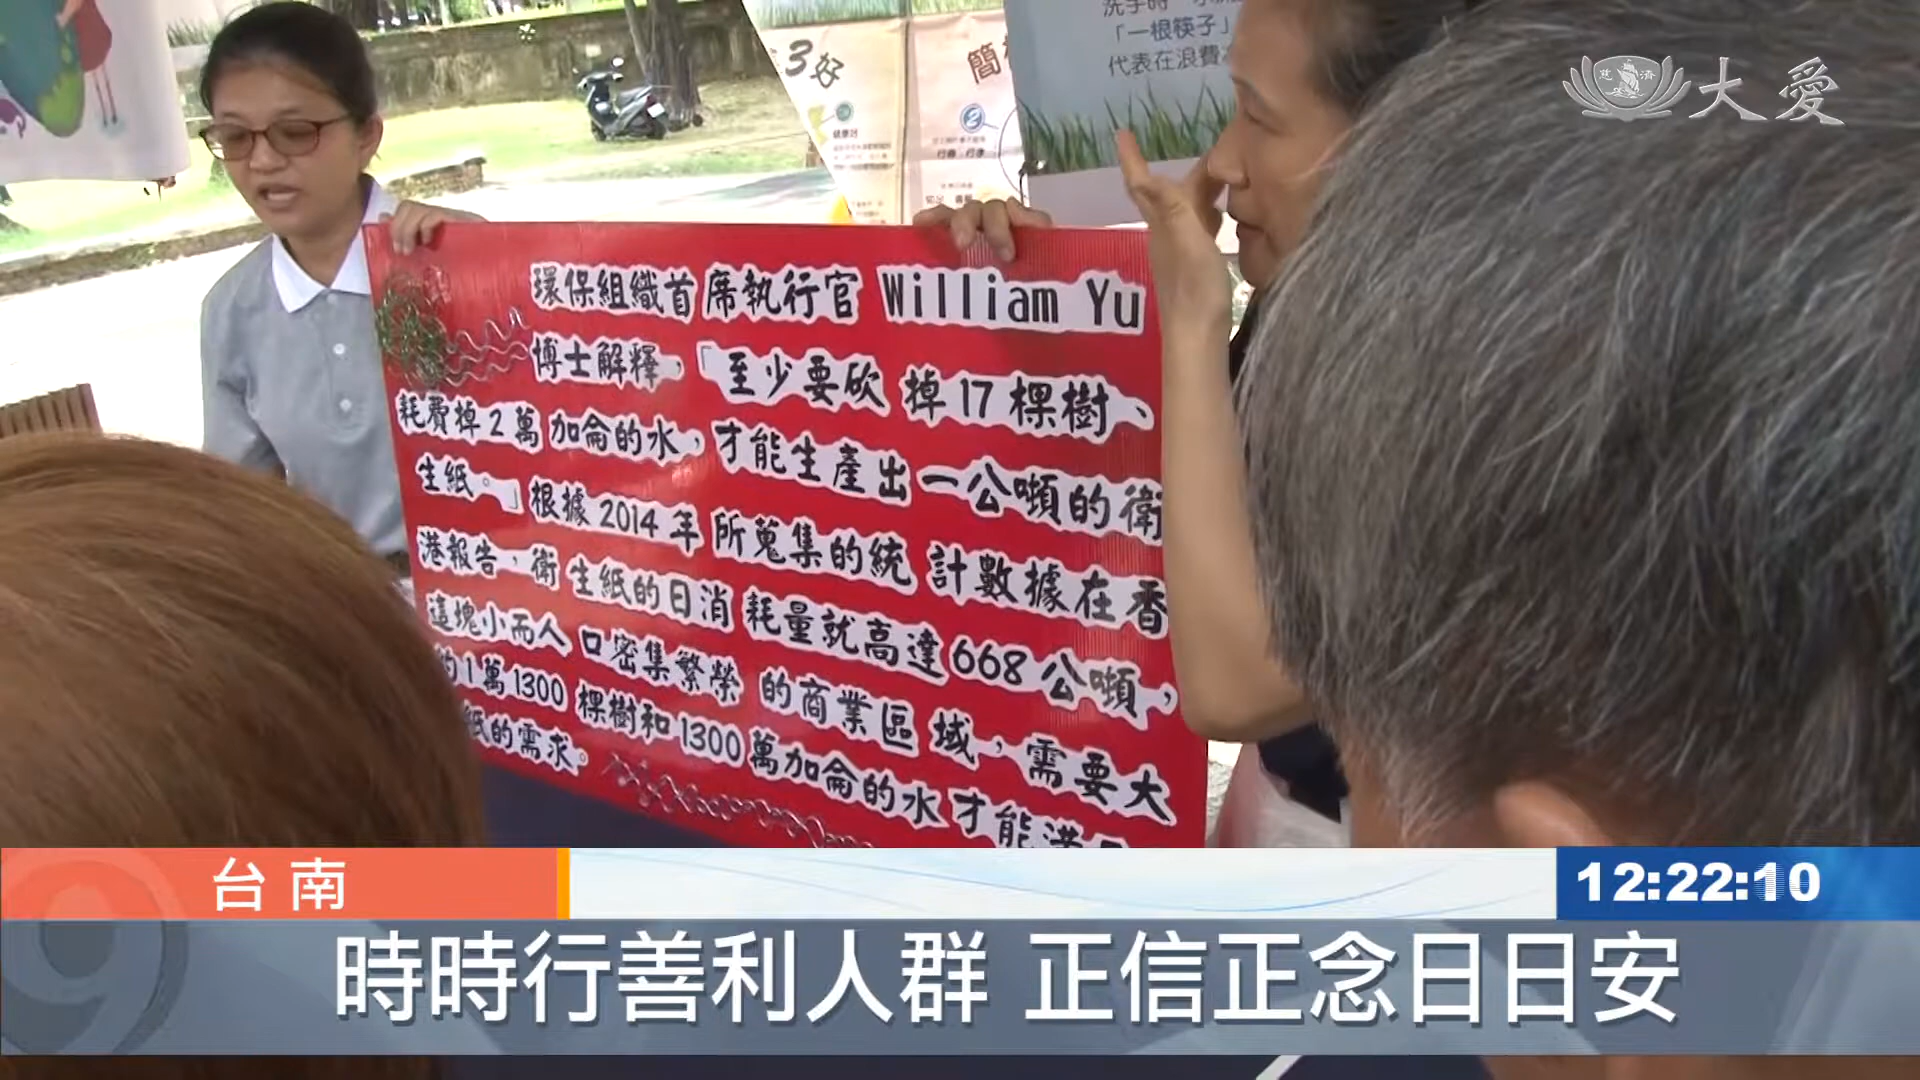 洗手時
「一根筷子」
代表在浪費
3好
簡
2
慈濟
大愛
環保組織首席執行官 William Yu
博士解釋，「至少要砍掉17棵樹、
耗費掉2萬加侖的水，才能生產出一公噸的衛
生紙。」根據2014年所蒐集的統計數據在香
港報告，衛生紙的日消耗量就高達668公噸，
這塊小而人口密集繁榮的商業區域，需要大
約1萬1300棵樹和1300萬加侖的水才能滿
紙的需求。
台南
12:22:10
時時行善利人群 正信正念日日安